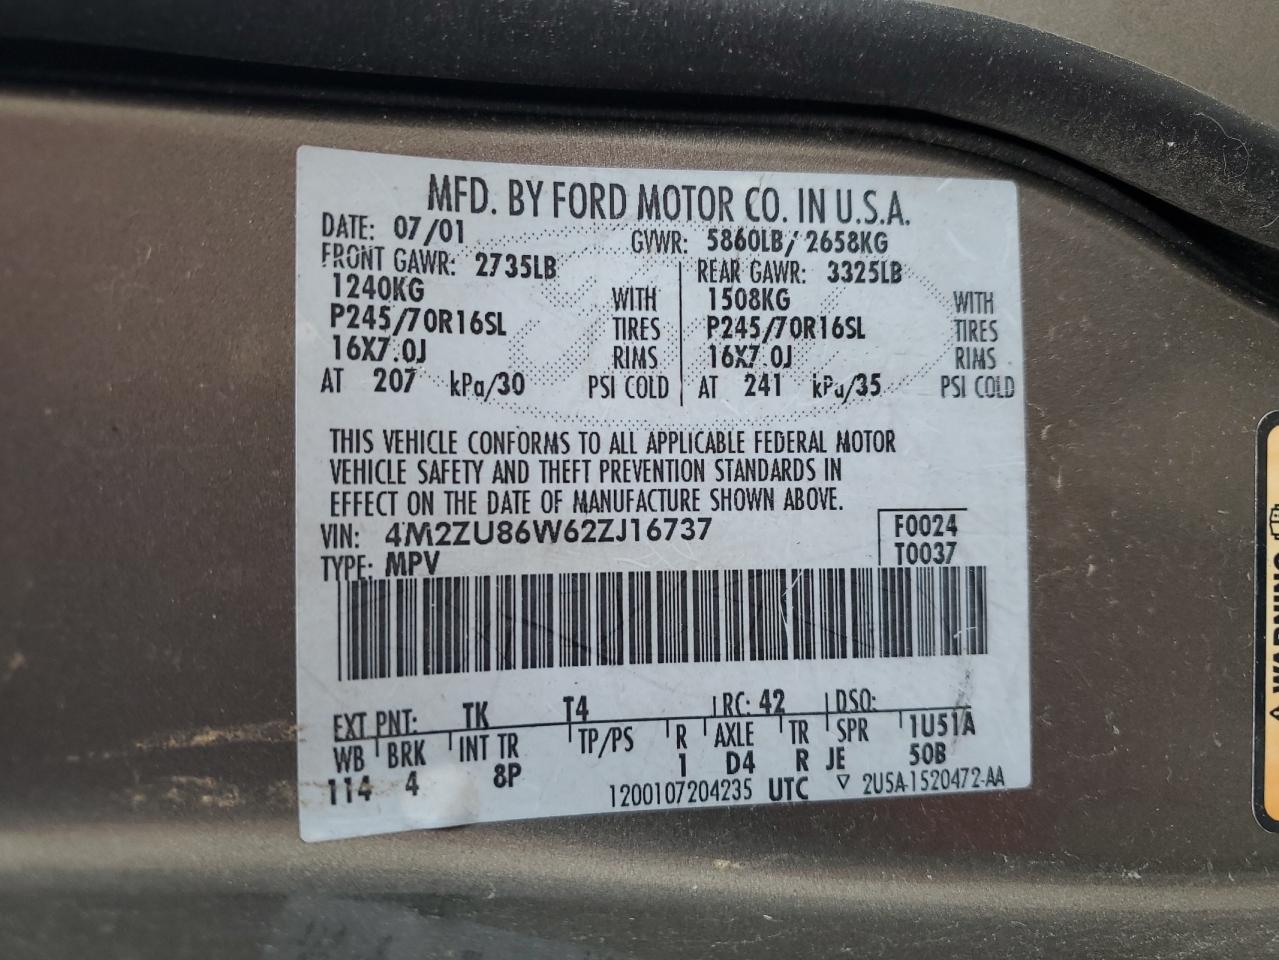 MFD. BY FORD MOTOR CO. IN U.S.A.
DATE: 07/01 GVWR: 5860LB/ 2658KG
FRONT GAWR: 2735LB REAR GAWR: 3325LB
1240KG WITH 1508KG WITH
P245/70R16SL TIRES P245/70R16SL TIRES
16X7.0J RIMS 16X7.0J RIMS
AT 207 kPa/30 PSI COLD AT 241 kPa/35 PSI COLD
THIS VEHICLE CONFORMS TO ALL APPLICABLE FEDERAL MOTOR
VEHICLE SAFETY AND THEFT PREVENTION STANDARDS IN
EFFECT ON THE DATE OF MANUFACTURE SHOWN ABOVE.
VIN: 4M2ZU86W62ZJ16737 F0024
TYPE: MPV T0037
EXT PNT: TK T4 RC: 42 DSO:
WB BRK INT TR TP/PS R AXLE TR SPR 1U51A
114 4 8P 1 D4 R JE 50B
1200107204235 UTC ▽ 2U5A-1520472-AA
WARNING